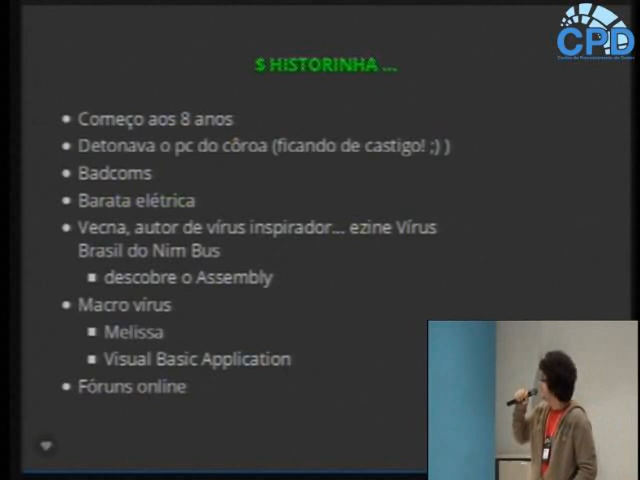 CPD
$ HISTORINHA ...
Começo aos 8 anos
Detonava o pc do côroa (ficando de castigo! ;) )
Badcoms
Barata elétrica
Vecna, autor de vírus inspirador... ezine Vírus
Brasil do Nim Bus
descobre o Assembly
Macro vírus
Melissa
Visual Basic Application
Fóruns online